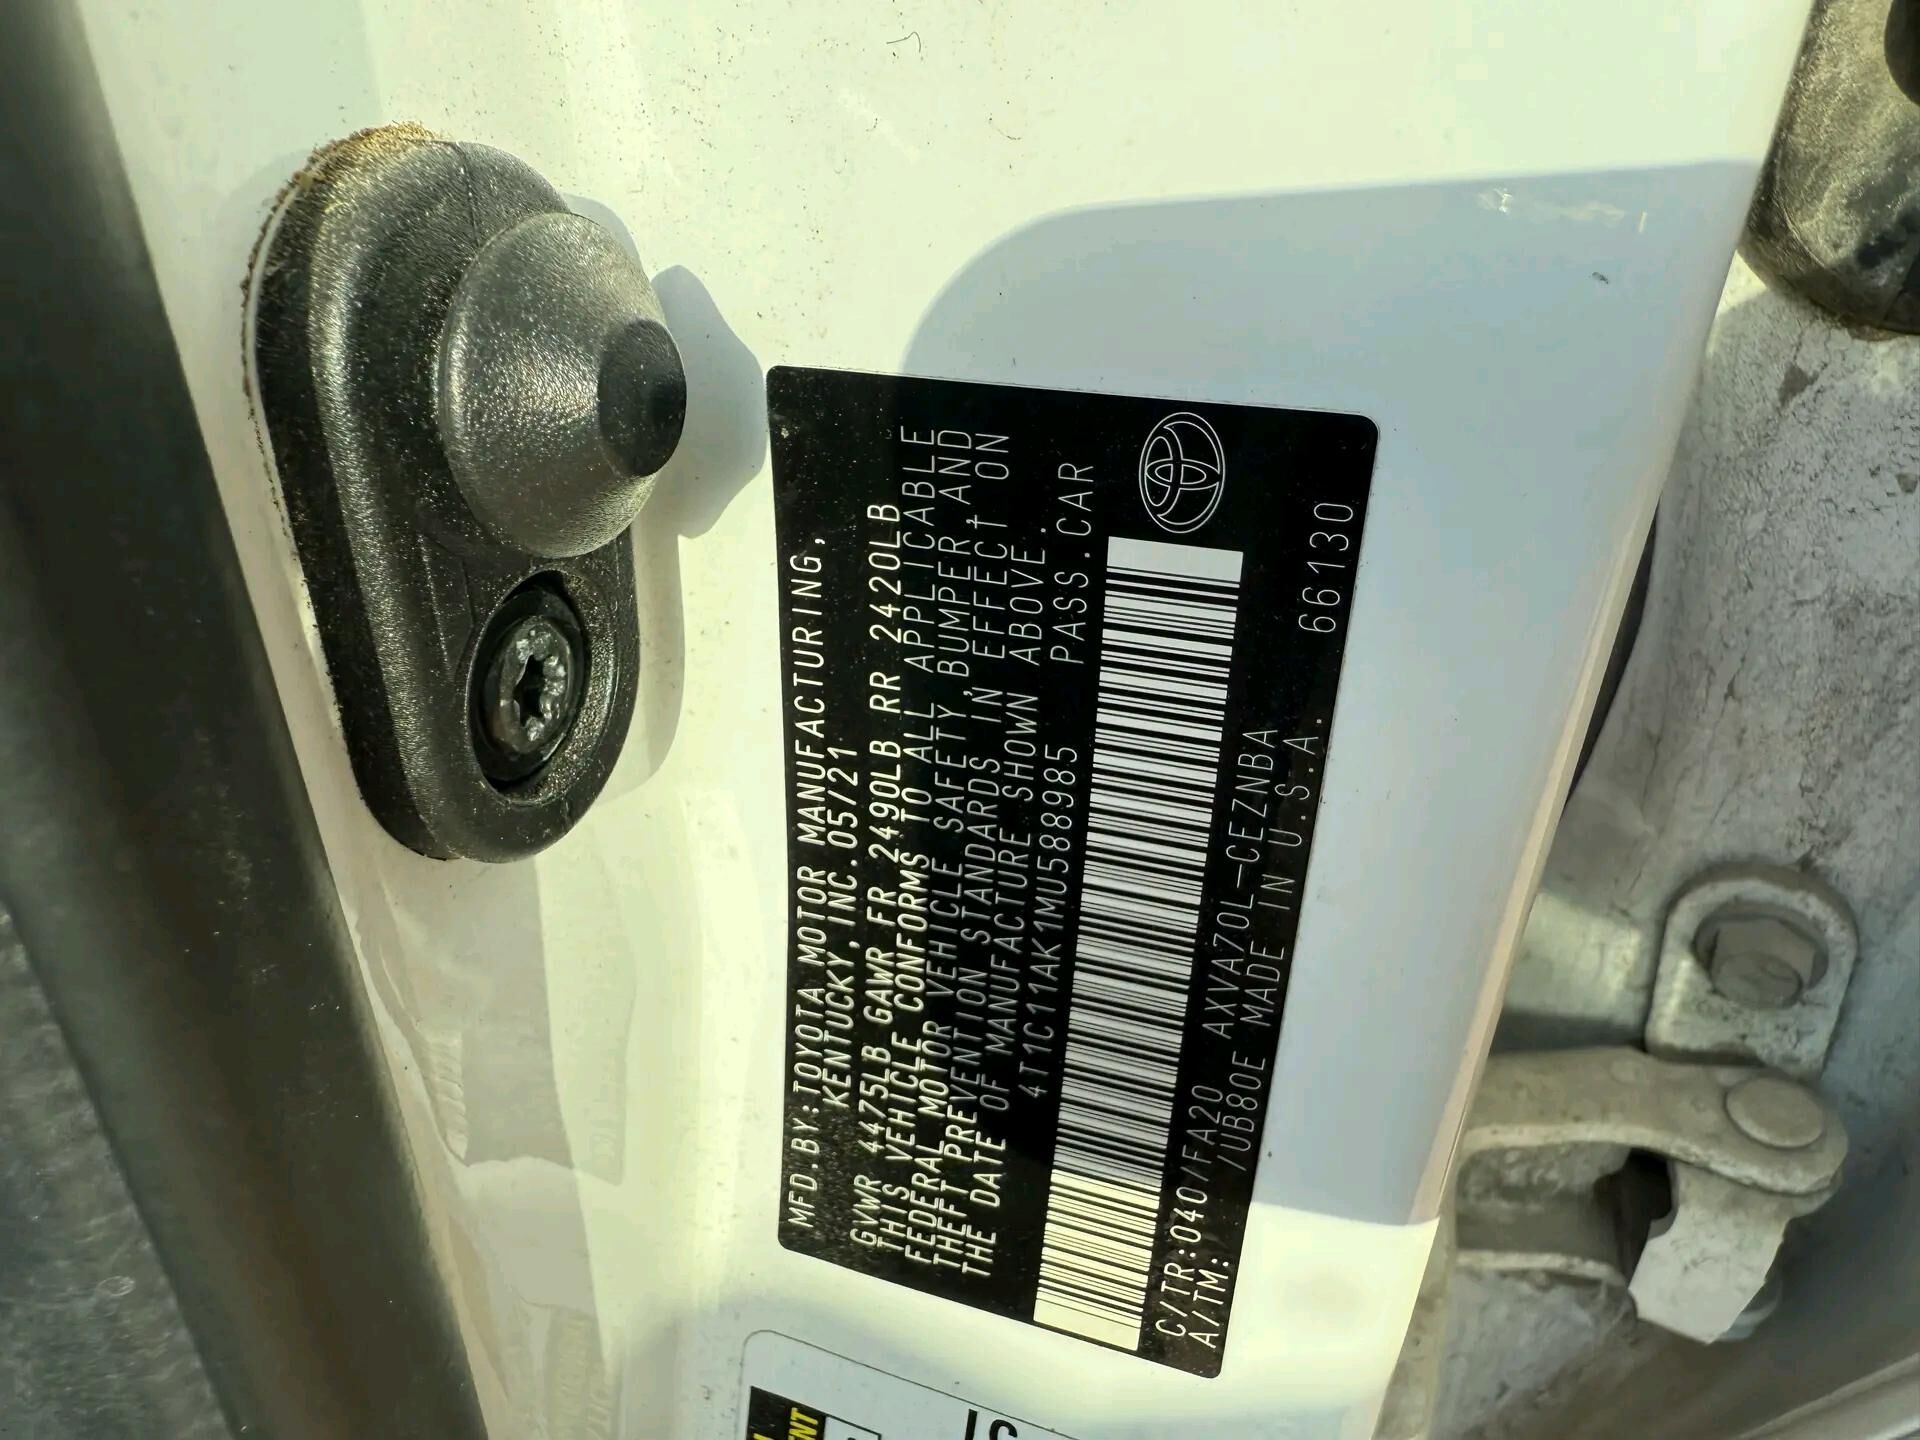 MFD.BY:TOYOTA MOTOR MANUFACTURING,
KENTUCKY,INC.05/21
GVWR 4475LB GAWR FR 2490LB RR 2420LB
THIS VEHICLE CONFORMS TO ALL APPLICABLE
FEDERAL MOTOR VEHICLE SAFETY,BUMPER,AND
THEFT PREVENTION STANDARDS IN EFFECT ON
THE DATE OF MANUFACTURE SHOWN ABOVE.
4T1C11AK1MU588985 PASS.CAR
C/TR:040/FA20 AXVA70L-CEZNBA 66130
A/TM: /UB80E MADE IN U.S.A.